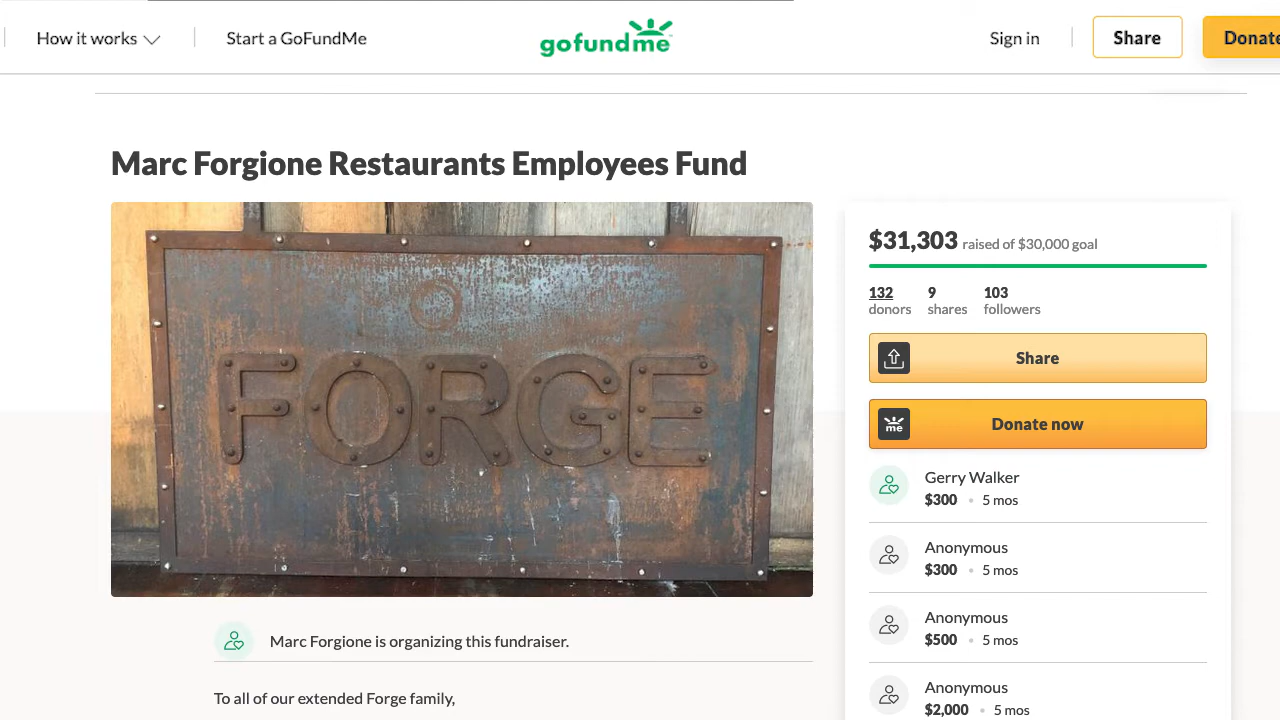 How it works
Start a GoFundMe
gofundme
Sign in
Share
Donate
Marc Forgione Restaurants Employees Fund
FORGE
$31,303 raised of $30,000 goal
132 9 103
donors shares followers
Share
me Donate now
Gerry Walker
$300 • 5 mos
Anonymous
$300 • 5 mos
Anonymous
$500 • 5 mos
Anonymous
$2,000 • 5 mos
Marc Forgione is organizing this fundraiser.
To all of our extended Forge family,